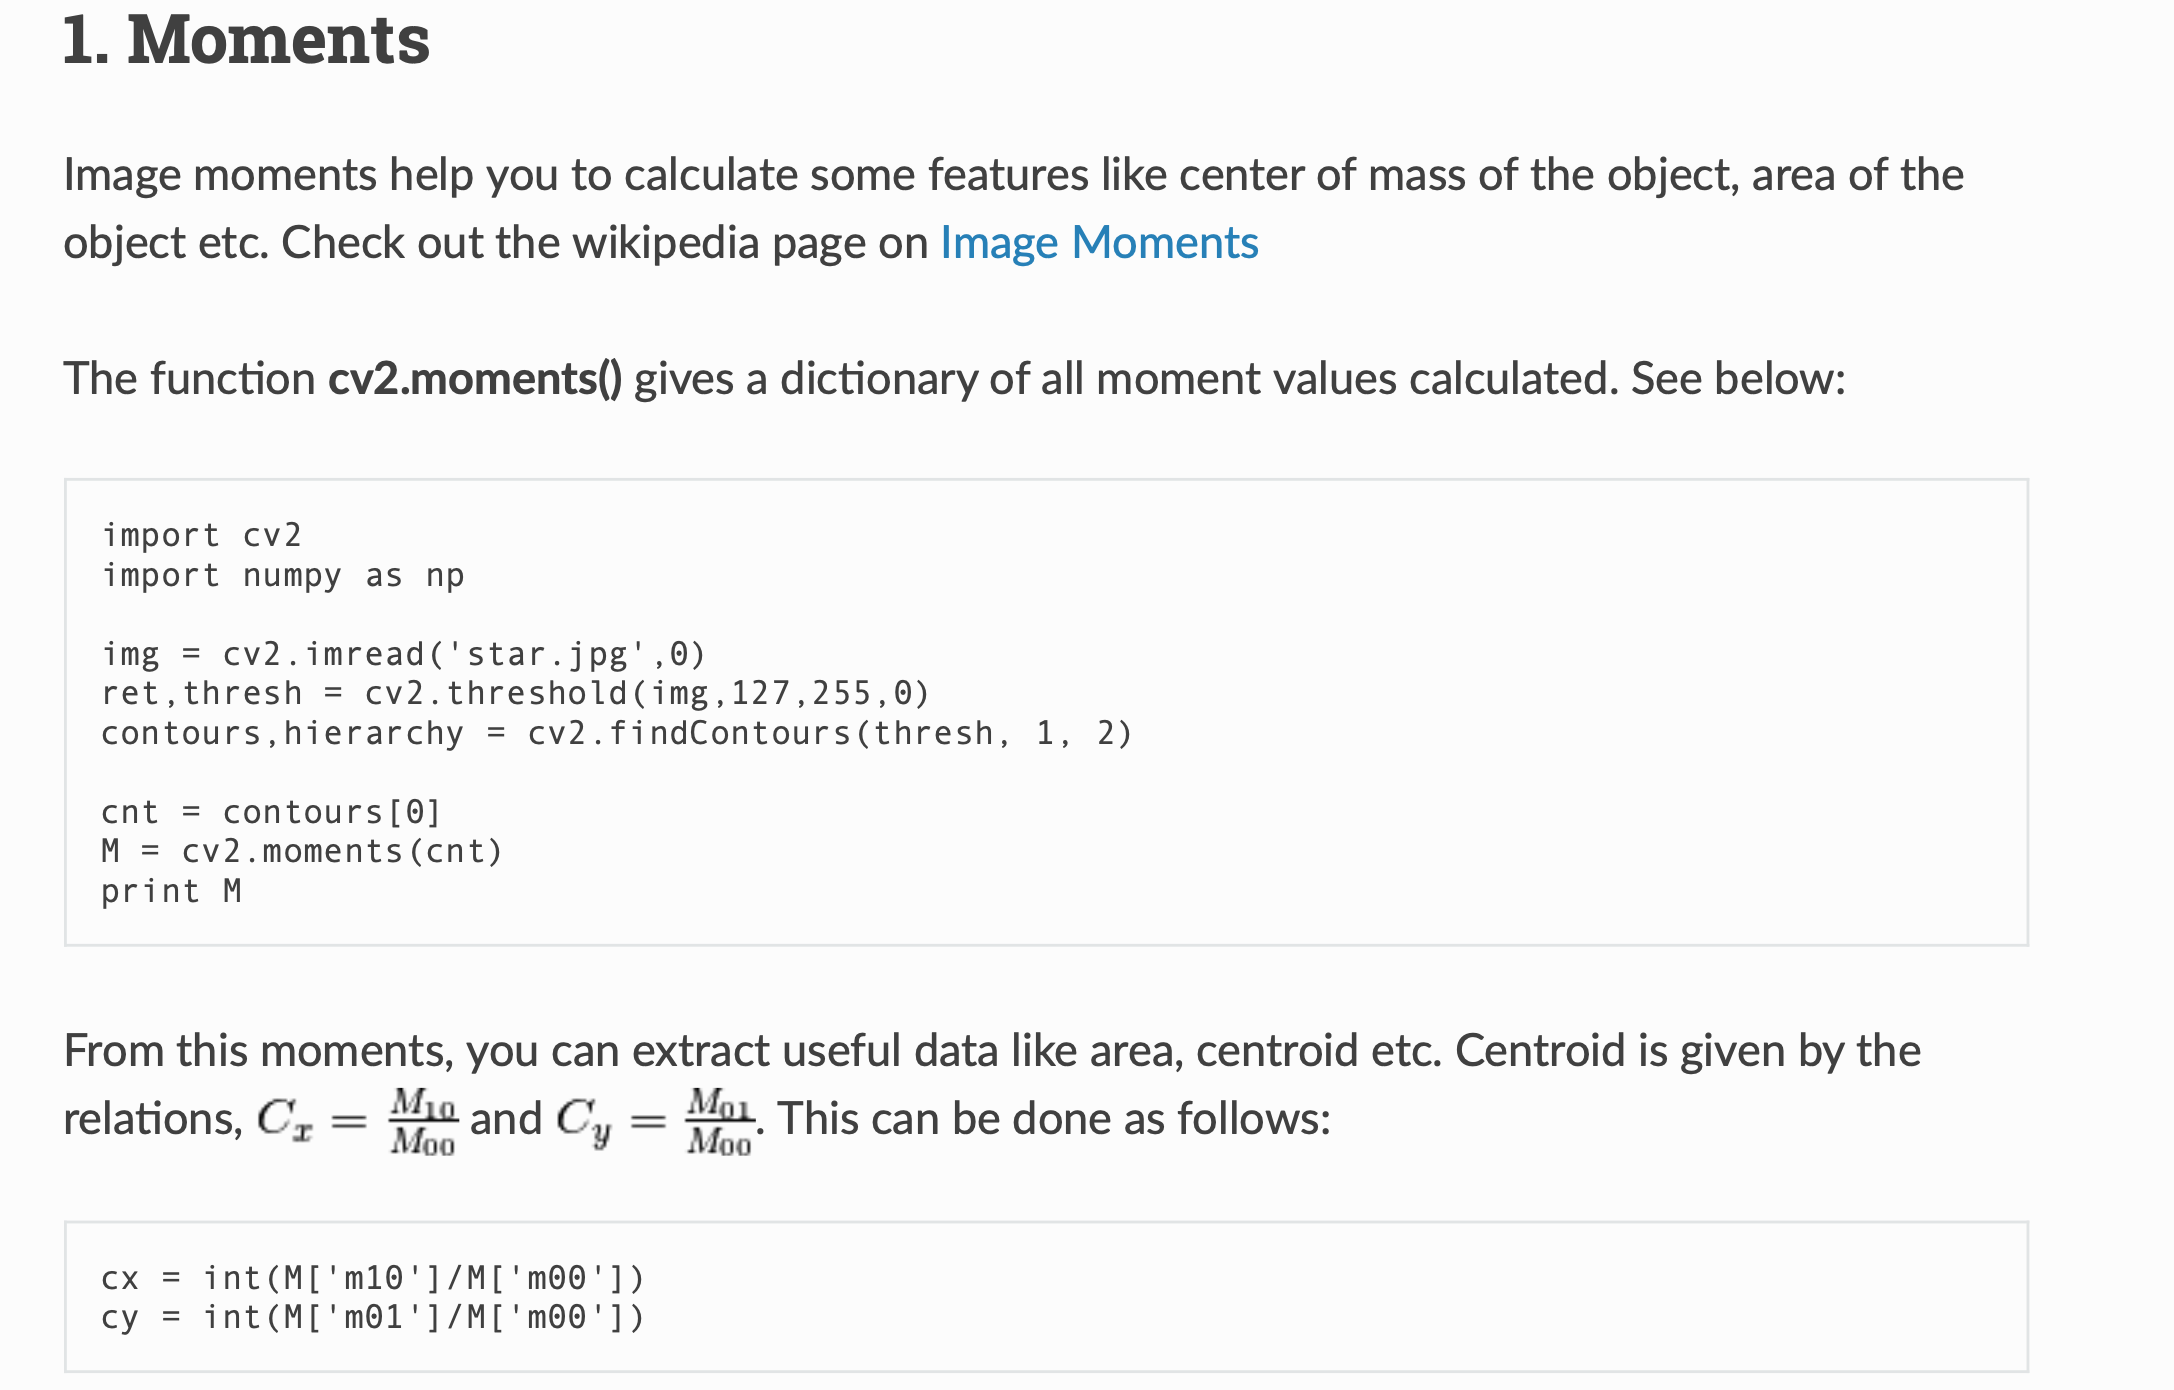 1. Moments
Image moments help you to calculate some features like center of mass of the object, area of the
object etc. Check out the wikipedia page on Image Moments
The function cv2.moments() gives a dictionary of all moment values calculated. See below:
import cv2
import numpy as np
img = cv2.imread('star.jpg',0)
ret,thresh = cv2.threshold(img,127,255,0)
contours,hierarchy = cv2.findContours(thresh, 1, 2)
cnt = contours[0]
M = cv2.moments(cnt)
print M
From this moments, you can extract useful data like area, centroid etc. Centroid is given by the
relations, C_x = \frac{M_{10}}{M_{00}} and C_y = \frac{M_{01}}{M_{00}}. This can be done as follows:
cx = int(M['m10']/M['m00'])
cy = int(M['m01']/M['m00'])